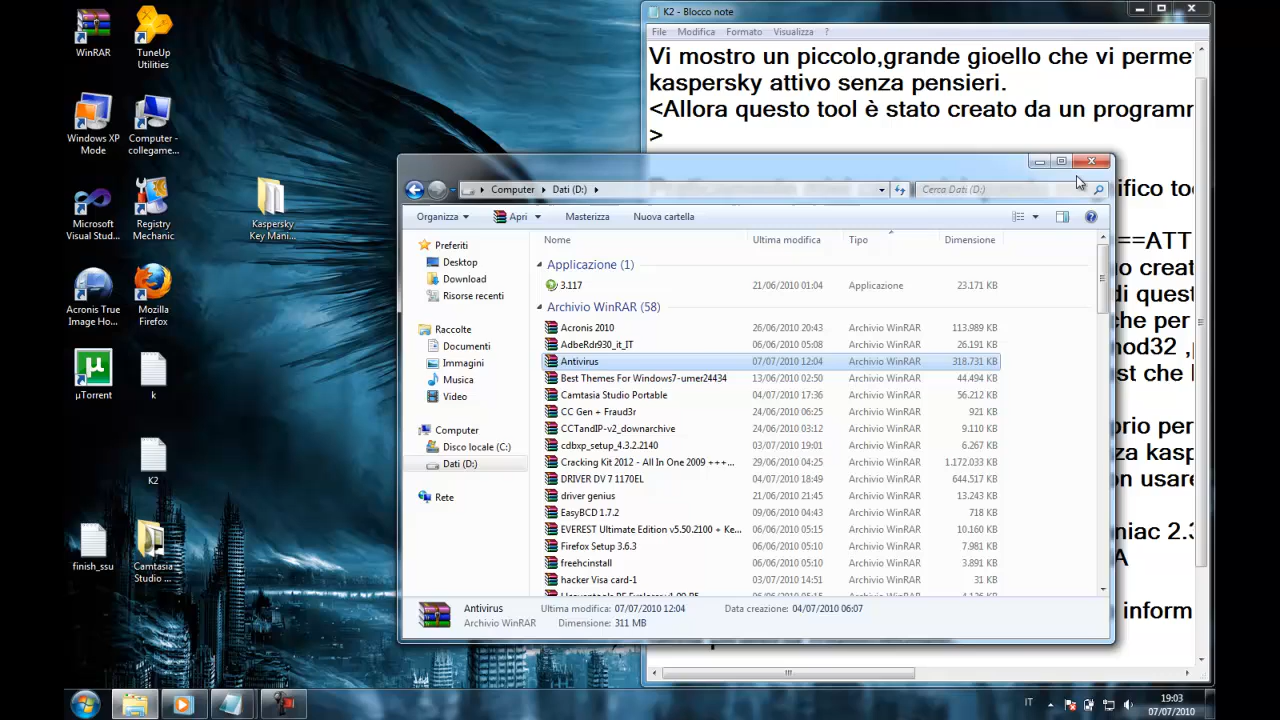 WinRAR
TuneUp
Utilities
Windows XP
Mode
Computer -
collegame...
Microsoft
Visual Stud...
Registry
Mechanic
Kaspersky
Key Mani...
Acronis True
Image Ho...
Mozilla
Firefox
µTorrent
k
K2
finish_ssu
Camtasia
Studio ...
K2 - Blocco note
File Modifica Formato Visualizza ?
Vi mostro un piccolo,grande gioello che vi perme
kaspersky attivo senza pensieri.
<Allora questo tool è stato creato da un programm
>
Computer Dati (D:)
Cerca Dati (D:)
Organizza Apri Masterizza Nuova cartella
Preferiti
Desktop
Download
Risorse recenti
Raccolte
Documenti
Immagini
Musica
Video
Computer
Disco locale (C:)
Dati (D:)
Rete
Nome Ultima modifica Tipo Dimensione
Applicazione (1)
3.117 21/06/2010 01:04 Applicazione 23.171 KB
Archivio WinRAR (58)
Acronis 2010 26/06/2010 20:43 Archivio WinRAR 113.989 KB
AdbeRdr930_it_IT 06/06/2010 05:08 Archivio WinRAR 26.191 KB
Antivirus 07/07/2010 12:04 Archivio WinRAR 318.731 KB
Best Themes For Windows7-umer24434 13/06/2010 02:50 Archivio WinRAR 44.494 KB
Camtasia Studio Portable 04/07/2010 17:36 Archivio WinRAR 56.212 KB
CC Gen + Fraud3r 24/06/2010 06:25 Archivio WinRAR 921 KB
CCTandIP-v2_downarchive 24/06/2010 03:12 Archivio WinRAR 9.110 KB
cdbxp_setup_4.3.2.2140 03/07/2010 19:01 Archivio WinRAR 6.267 KB
Cracking Kit 2012 - All In One 2009 +++... 29/06/2010 04:25 Archivio WinRAR 1.172.033 KB
DRIVER DV 7 1170EL 04/07/2010 18:49 Archivio WinRAR 644.517 KB
driver genius 21/06/2010 21:45 Archivio WinRAR 13.243 KB
EasyBCD 1.7.2 09/06/2010 04:43 Archivio WinRAR 718 KB
EVEREST Ultimate Edition v5.50.2100 + Ke... 06/06/2010 05:15 Archivio WinRAR 10.160 KB
Firefox Setup 3.6.3 06/06/2010 05:10 Archivio WinRAR 7.981 KB
freehcinstall 06/06/2010 05:10 Archivio WinRAR 3.891 KB
hacker Visa card-1 03/07/2010 14:51 Archivio WinRAR 31 KB
Antivirus Ultima modifica: 07/07/2010 12:04 Data creazione: 04/07/2010 06:07
Archivio WinRAR Dimensione: 311 MB
ifico too
==ATT
o creat
di quest
che per
nod32 ,
st che
rio per
za kasp
on usare
niac 2.3
A
inform
IT
19:03
07/07/2010